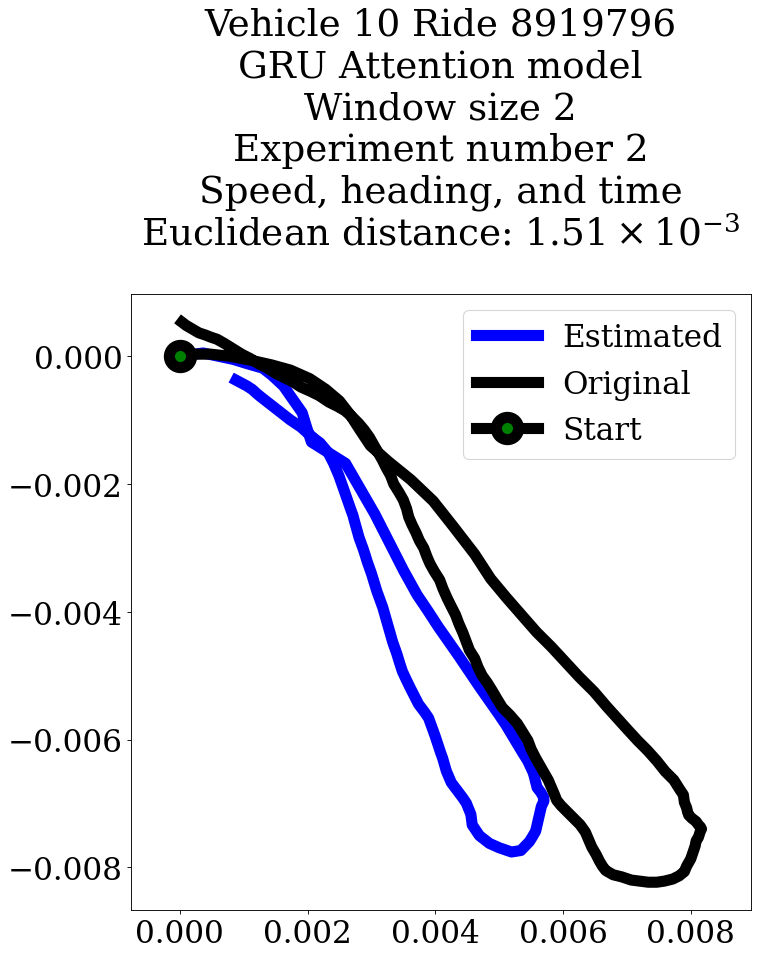 Vehicle 10 Ride 8919796
GRU Attention model
Window size 2
Experiment number 2
Speed, heading, and time
Euclidean distance: 1.51 × 10⁻³
Estimated
Original
Start
0.000
−0.002
−0.004
−0.006
−0.008
0.000 0.002 0.004 0.006 0.008